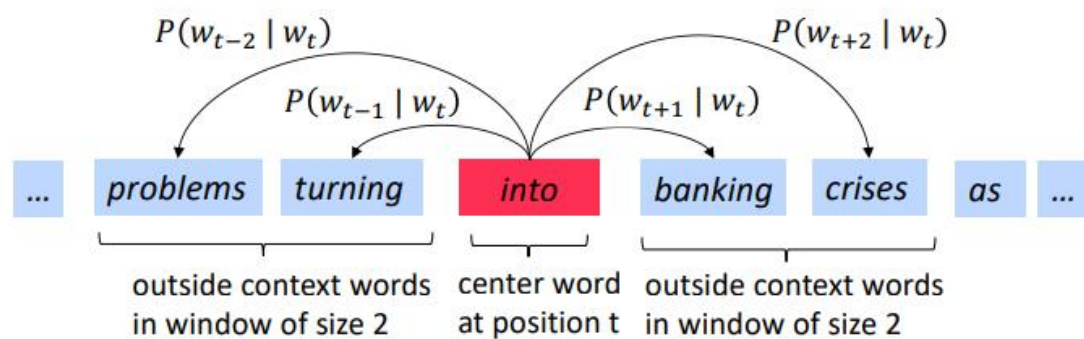 P(w_{t−2} | w_t) P(w_{t+2} | w_t)
P(w_{t−1} | w_t) P(w_{t+1} | w_t)
... problems turning into banking crises as ...
outside context words center word outside context words
in window of size 2 at position t in window of size 2